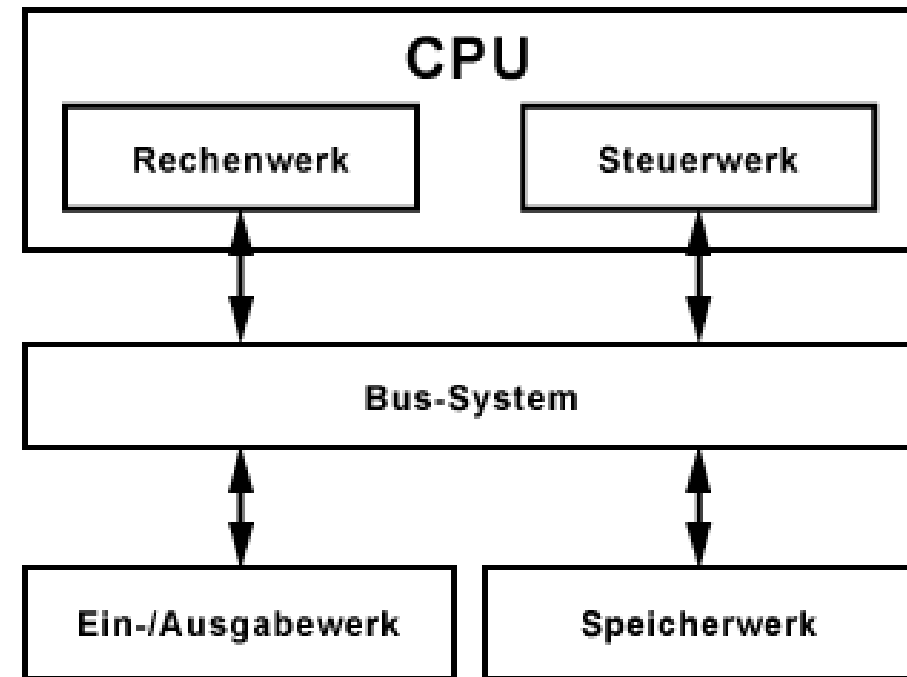 CPU
Rechenwerk
Steuerwerk
Bus-System
Ein-/Ausgabewerk
Speicherwerk